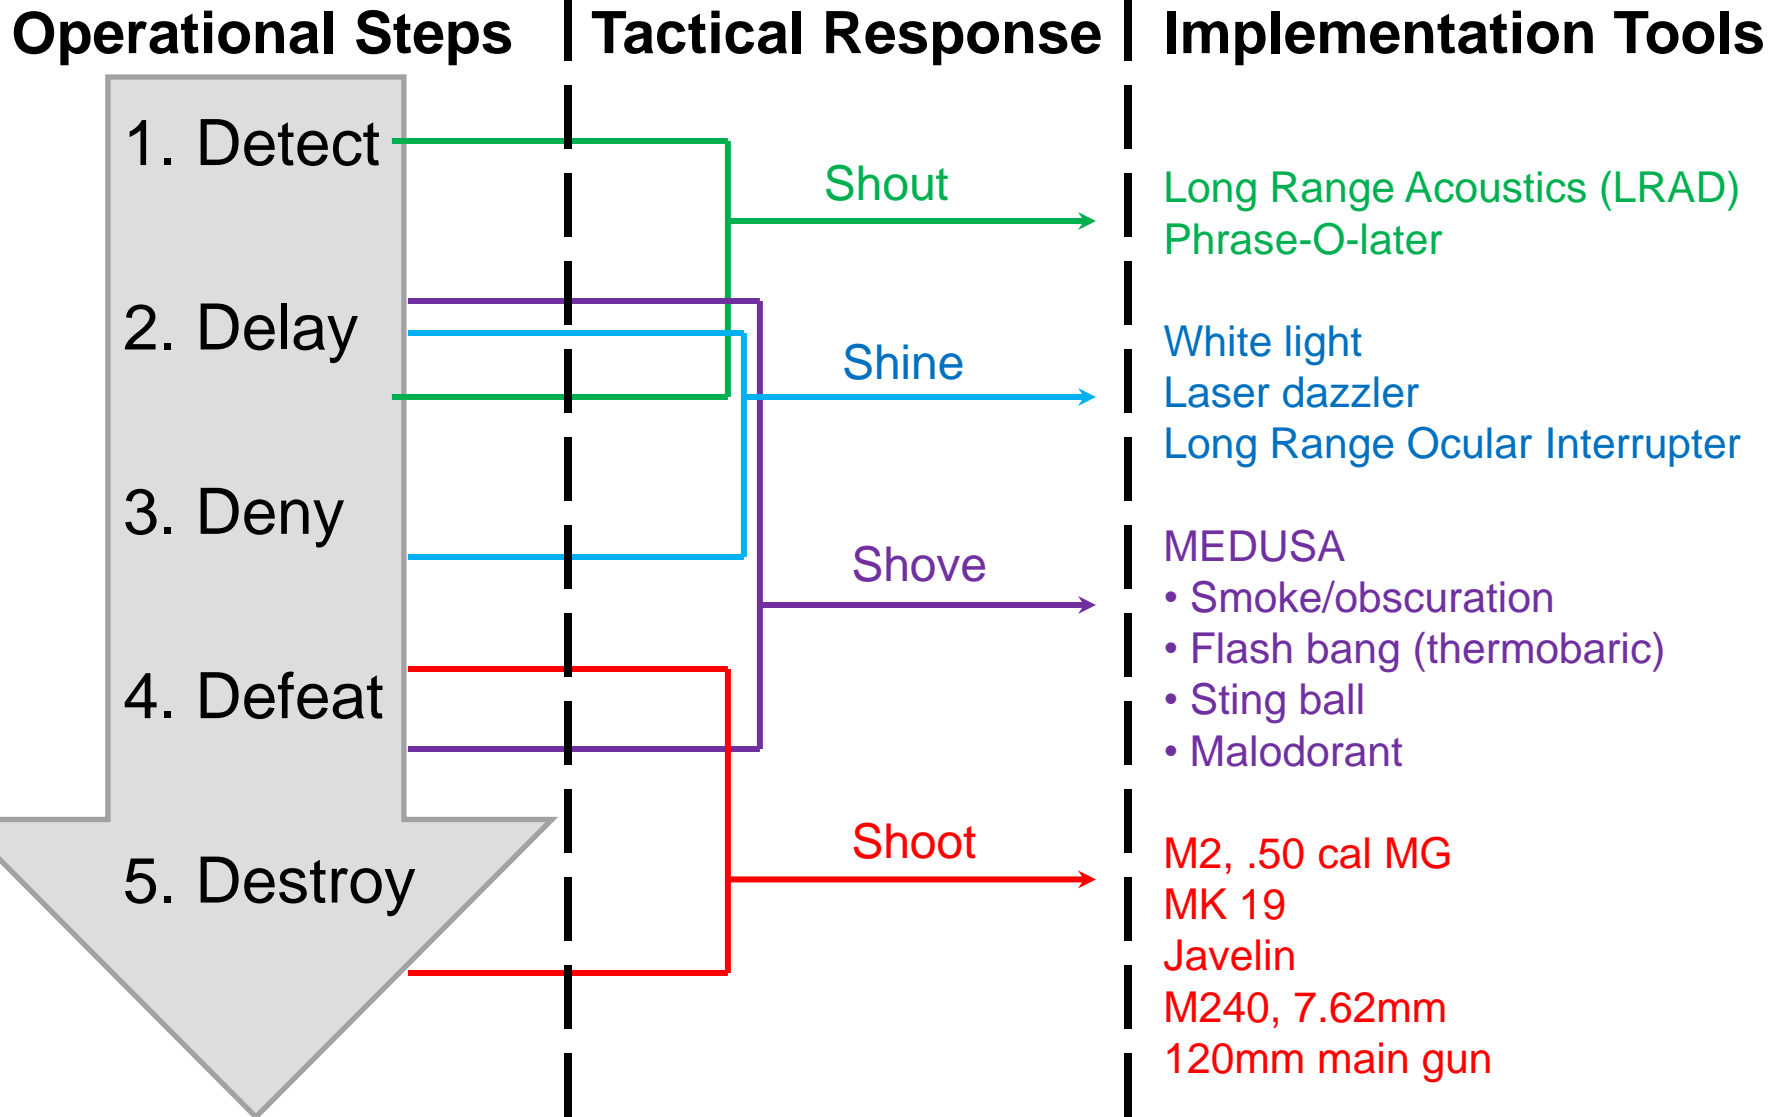 Operational Steps
Tactical Response
Implementation Tools
1. Detect
2. Delay
3. Deny
4. Defeat
5. Destroy
Shout
Shine
Shove
Shoot
Long Range Acoustics (LRAD)
Phrase-O-later
White light
Laser dazzler
Long Range Ocular Interrupter
MEDUSA
• Smoke/obscuration
• Flash bang (thermobaric)
• Sting ball
• Malodorant
M2, .50 cal MG
MK 19
Javelin
M240, 7.62mm
120mm main gun